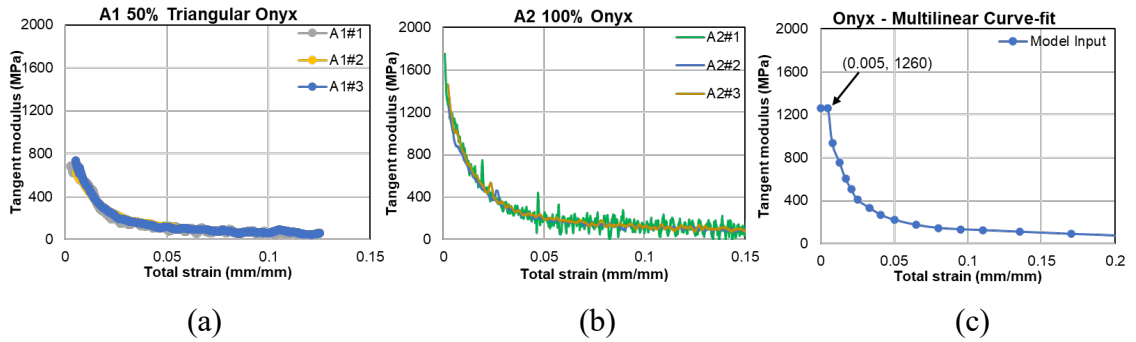 A1 50% Triangular Onyx
2000
1600
1200
800
400
0
Tangent modulus (MPa)
A1#1
A1#2
A1#3
0
0.05
0.1
0.15
Total strain (mm/mm)
(a)
A2 100% Onyx
2000
1600
1200
800
400
0
Tangent modulus (MPa)
A2#1
A2#2
A2#3
0
0.05
0.1
0.15
Total strain (mm/mm)
(b)
Onyx - Multilinear Curve-fit
2000
1600
1200
800
400
0
Tangent modulus (MPa)
Model Input
(0.005, 1260)
0
0.05
0.1
0.15
0.2
Total strain (mm/mm)
(c)